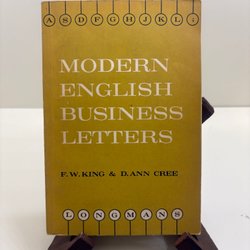 ASDFGHJKL;
MODERN
ENGLISH
BUSINESS
LETTERS
F. W. KING & D. ANN CREE
LONGMANS